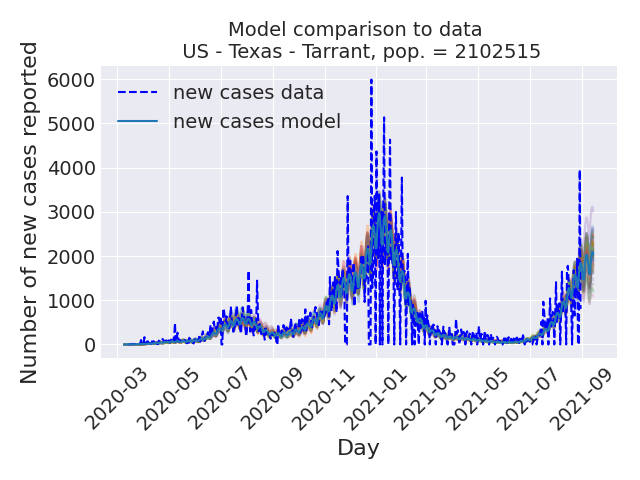 Model comparison to data
US - Texas - Tarrant, pop. = 2102515
Number of new cases reported
6000
5000
4000
3000
2000
1000
0
new cases data
new cases model
2020-03
2020-05
2020-07
2020-09
2020-11
2021-01
2021-03
2021-05
2021-07
2021-09
Day